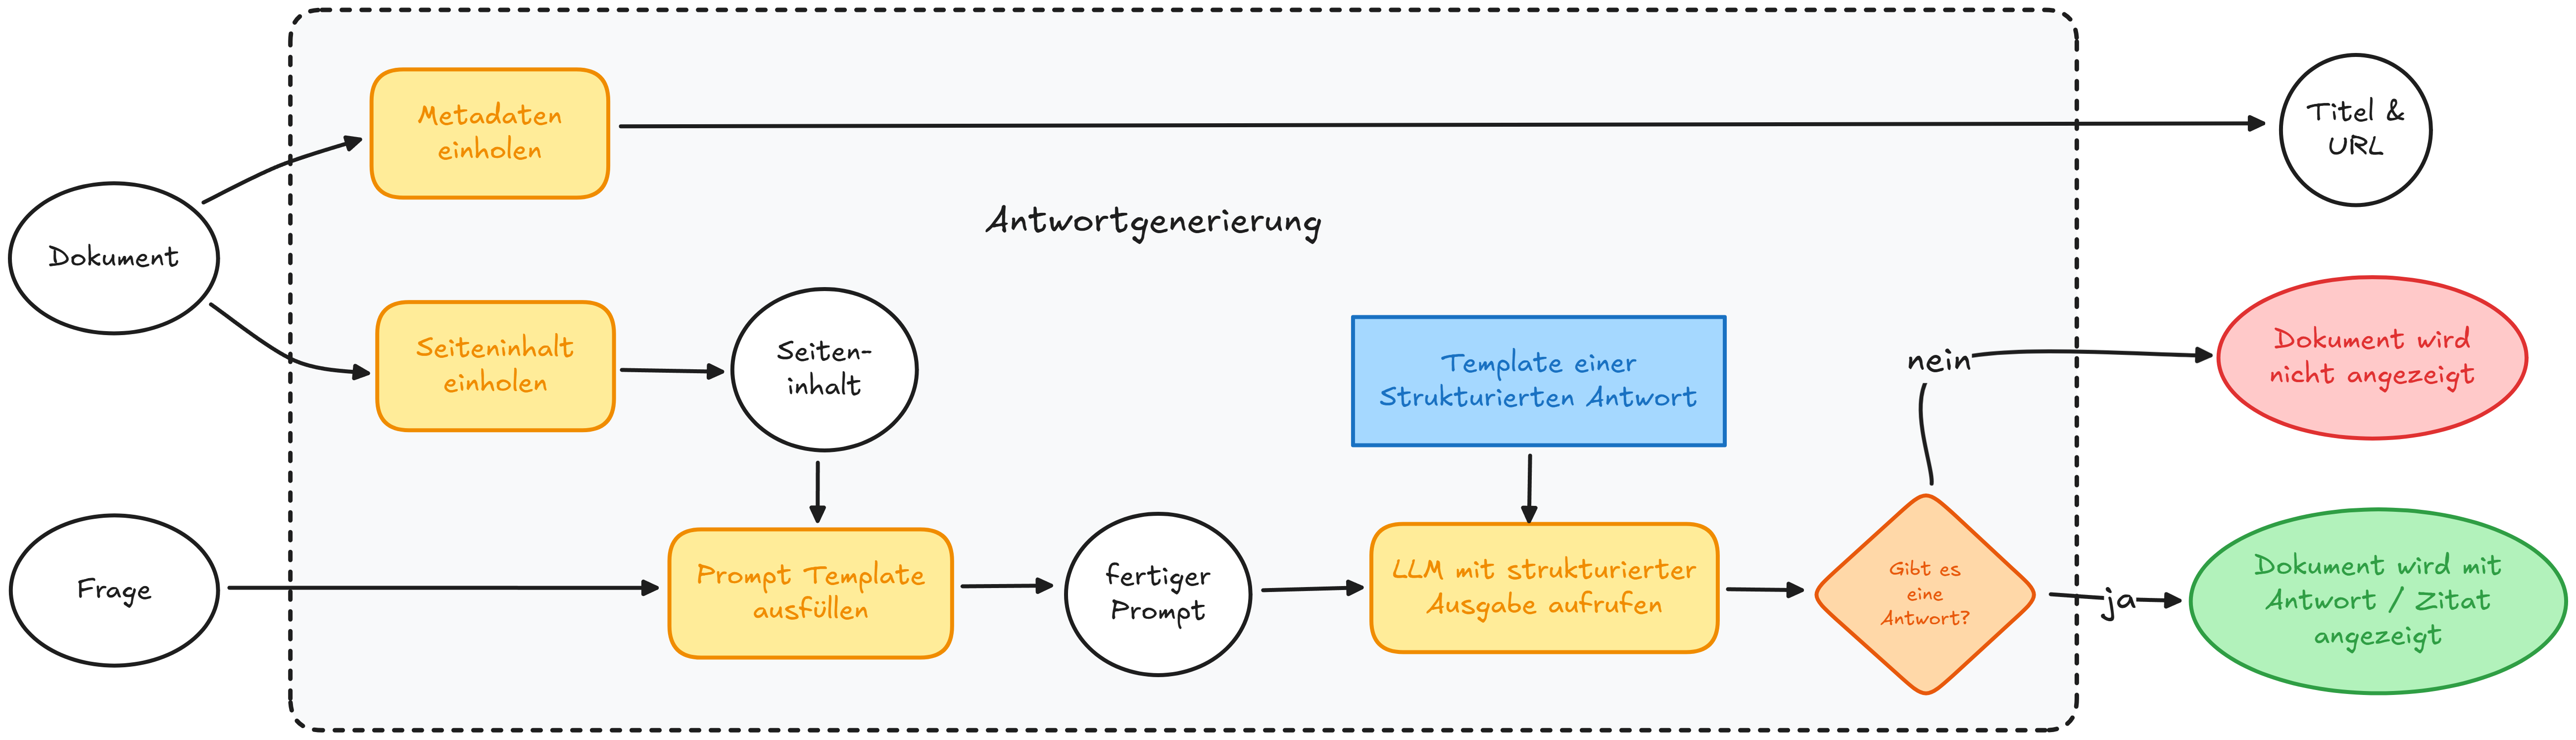 Metadaten
einholen
Titel &
URL
Antwortgenerierung
Dokument
Seiteninhalt
einholen
Seiten-
inhalt
Template einer
Strukturierten Antwort
nein
Dokument wird
nicht angezeigt
Frage
Prompt Template
ausfüllen
fertiger
Prompt
LLM mit strukturierter
Ausgabe aufrufen
Gibt es
eine
Antwort?
ja
Dokument wird mit
Antwort / Zitat
angezeigt